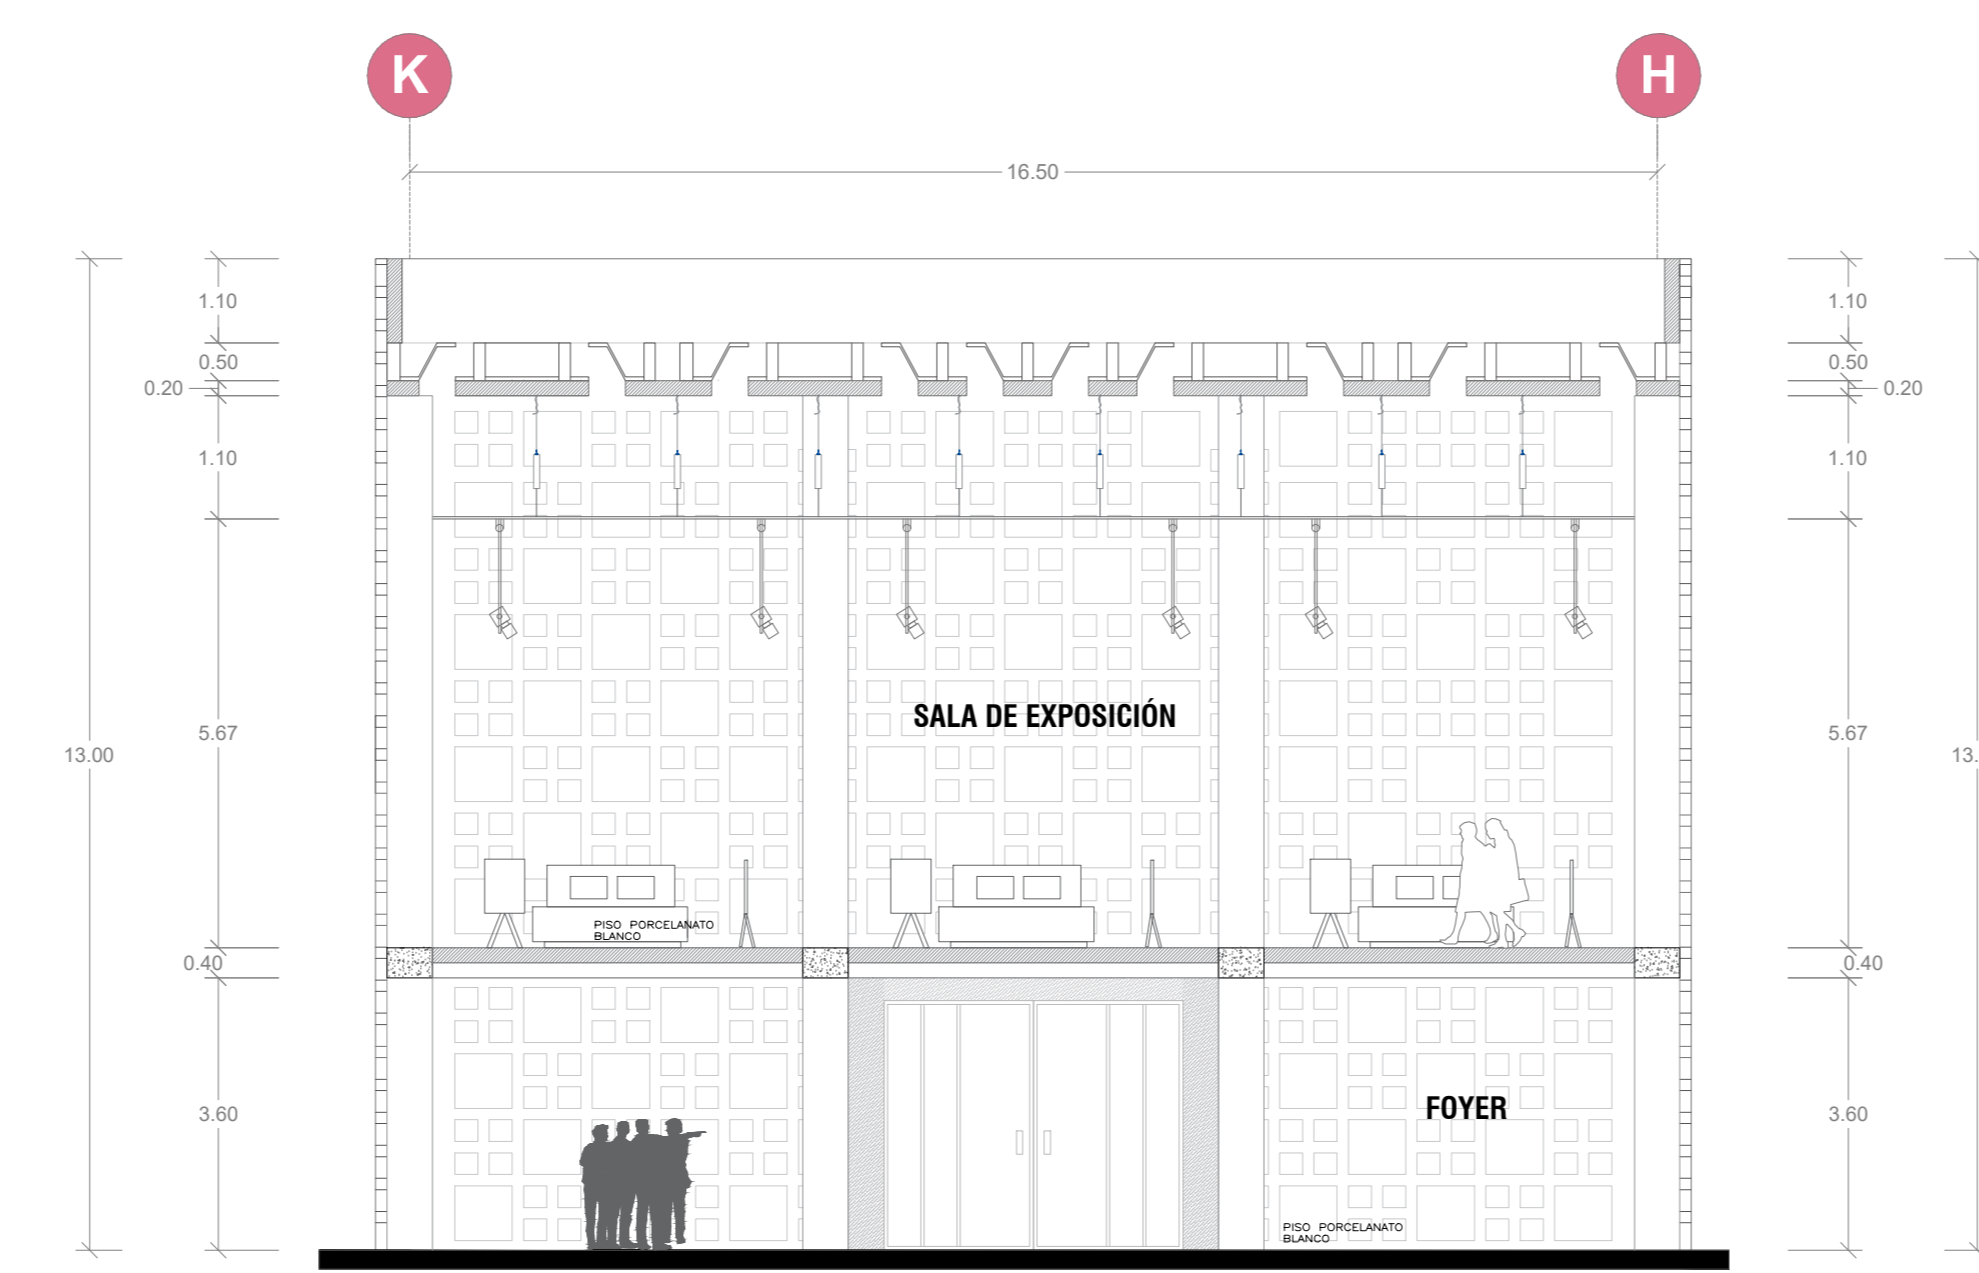 K
H
16.50
1.10
1.10
0.50
0.50
0.20
0.20
1.10
1.10
SALA DE EXPOSICIÓN
5.67
5.67
13.00
13.
PISO PORCELANATO
BLANCO
0.40
0.40
FOYER
3.60
3.60
PISO PORCELANATO
BLANCO